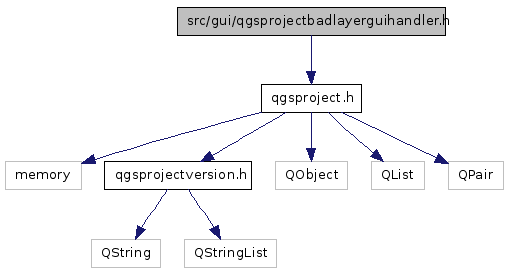 src/gui/qgsprojectbadlayerguihandler.h
qgsproject.h
memory
qgsprojectversion.h
QObject
QList
QPair
QString
QStringList